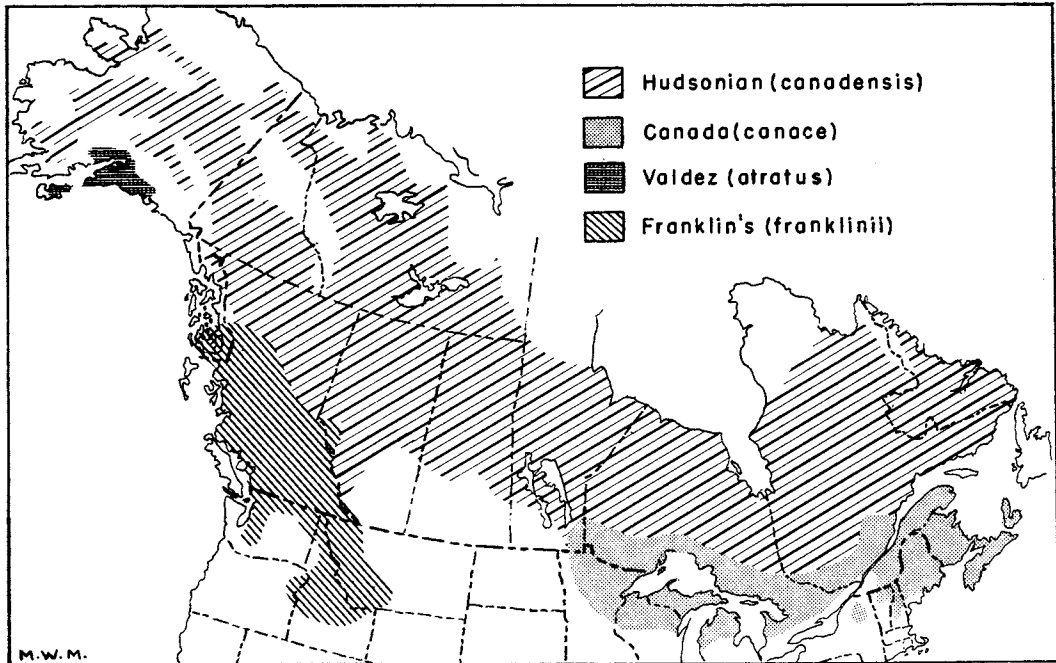 Hudsonian (canadensis)
Canada (canace)
Valdez (atratus)
Franklin's (franklinii)
M.W.M.